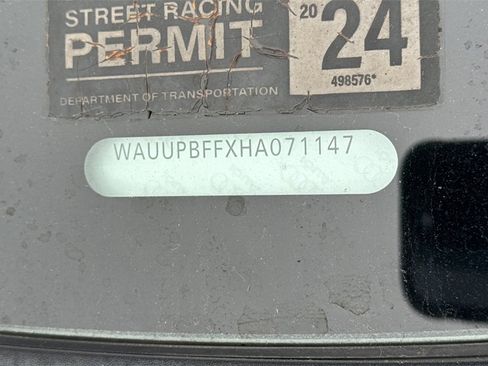 STREET RACING
PERMIT
DEPARTMENT OF TRANSPORTATION
20
24
498576*
WAUUPBFFXHA071147